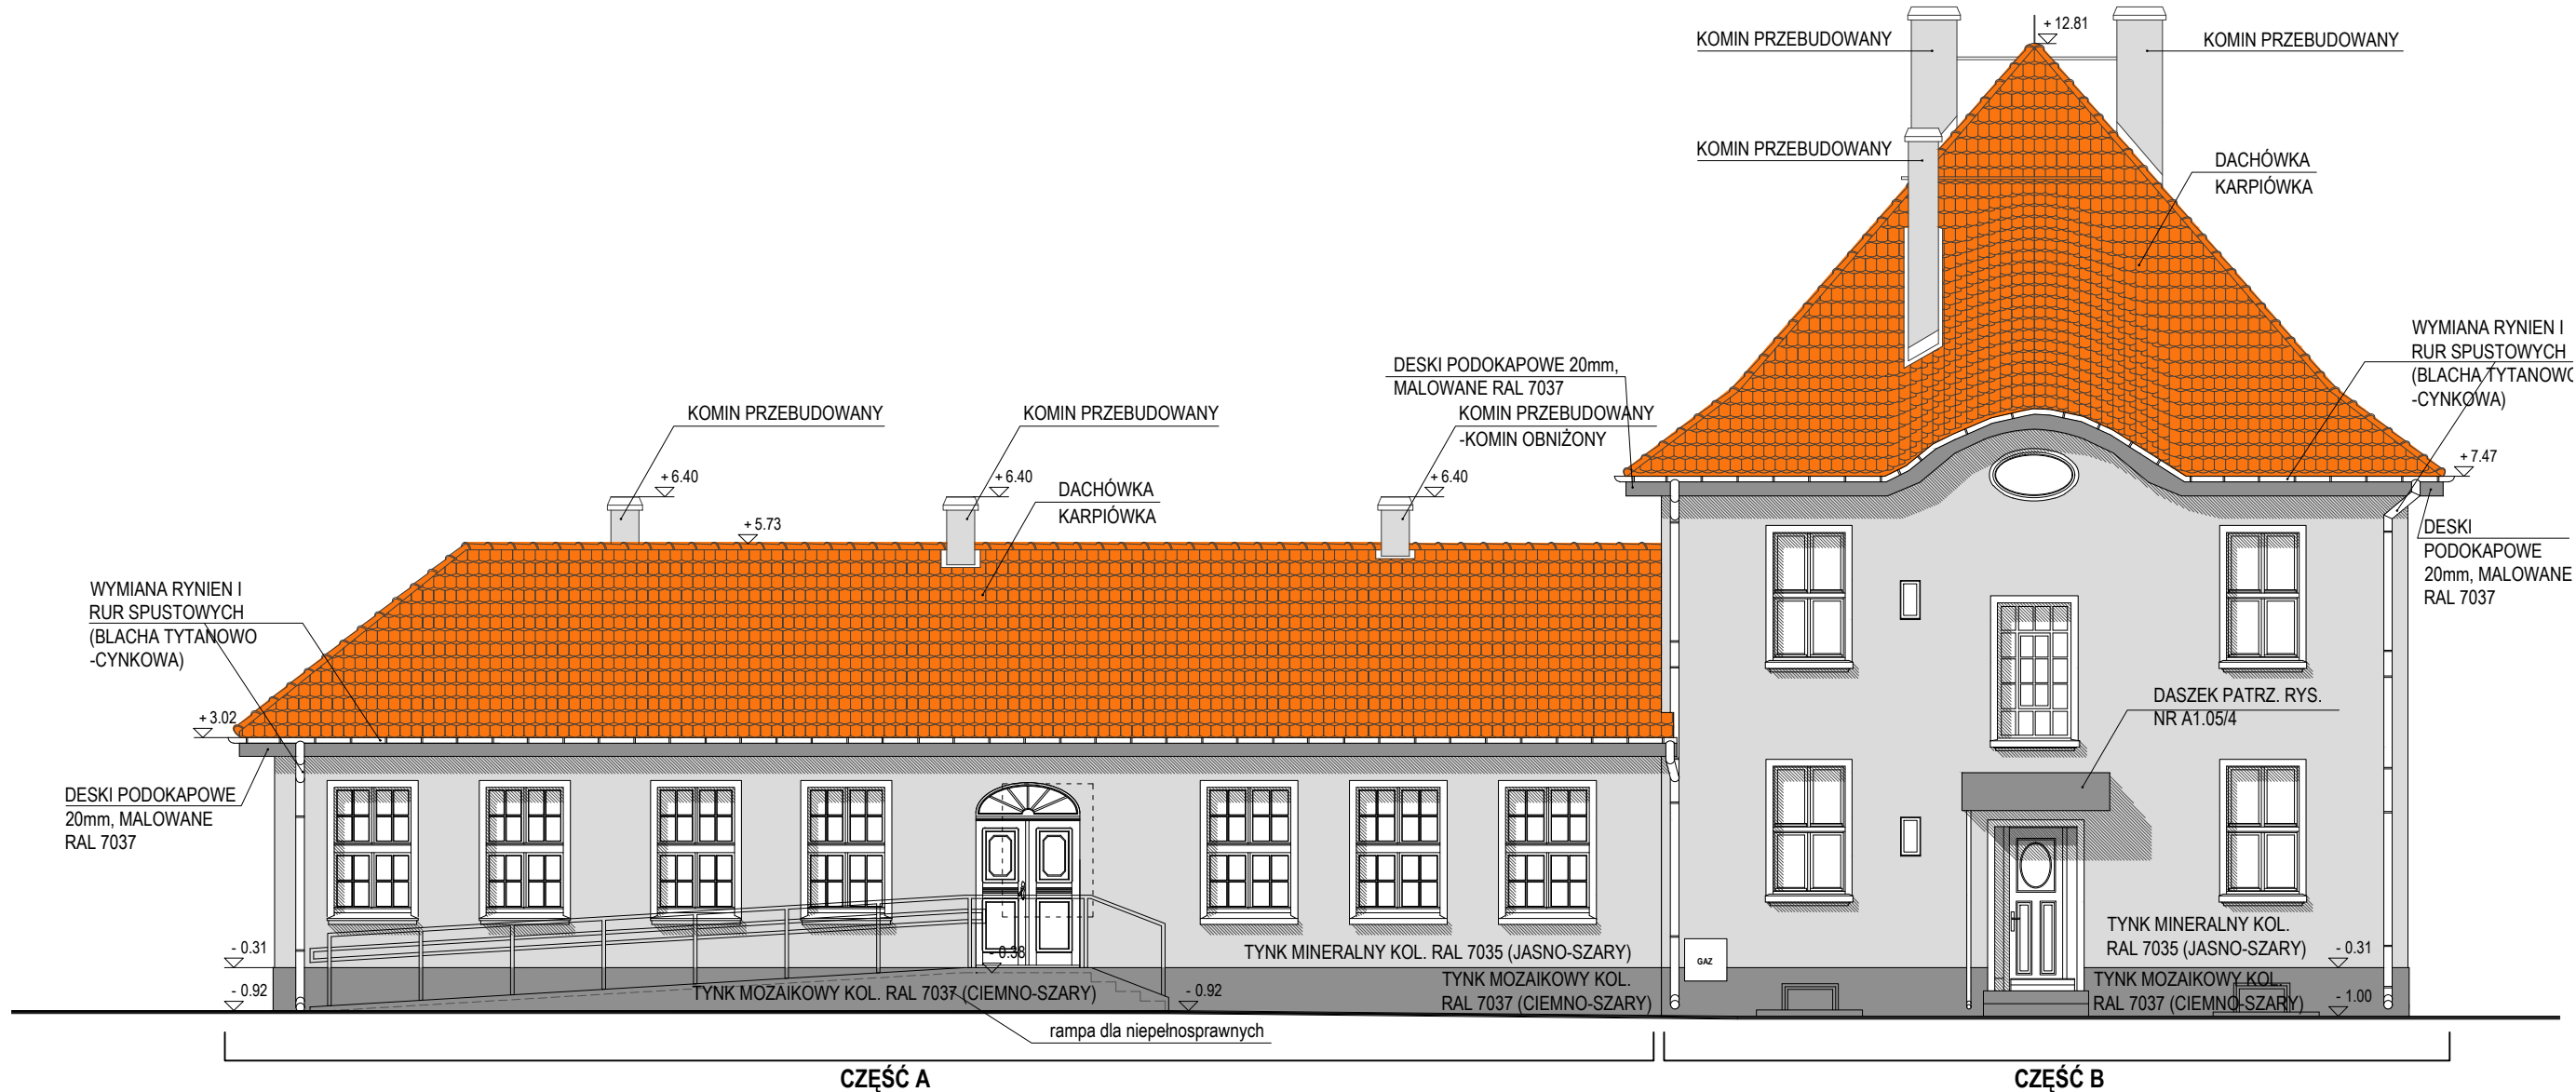 + 12.81
KOMIN PRZEBUDOWANY
KOMIN PRZEBUDOWANY
KOMIN PRZEBUDOWANY
DACHÓWKA
KARPIÓWKA
WYMIANA RYNIEN I
RUR SPUSTOWYCH
(BLACHA TYTANOWO
-CYNKOWA)
DESKI PODOKAPOWE 20mm,
MALOWANE RAL 7037
KOMIN PRZEBUDOWANY
KOMIN PRZEBUDOWANY
KOMIN PRZEBUDOWANY
-KOMIN OBNIŻONY
+ 7.47
+ 6.40
+ 6.40
+ 6.40
DACHÓWKA
KARPIÓWKA
+ 5.73
DESKI
PODOKAPOWE
20mm, MALOWANE
RAL 7037
WYMIANA RYNIEN I
RUR SPUSTOWYCH
(BLACHA TYTANOWO
-CYNKOWA)
DASZEK PATRZ. RYS.
NR A1.05/4
+ 3.02
DESKI PODOKAPOWE
20mm, MALOWANE
RAL 7037
- 0.31
- 0.38
TYNK MINERALNY KOL. RAL 7035 (JASNO-SZARY)
GAZ
TYNK MINERALNY KOL.
RAL 7035 (JASNO-SZARY)
- 0.31
- 0.92
TYNK MOZAIKOWY KOL. RAL 7037 (CIEMNO-SZARY)
- 0.92
TYNK MOZAIKOWY KOL.
RAL 7037 (CIEMNO-SZARY)
TYNK MOZAIKOWY KOL.
RAL 7037 (CIEMNO-SZARY)
- 1.00
rampa dla niepełnosprawnych
CZĘŚĆ A
CZĘŚĆ B